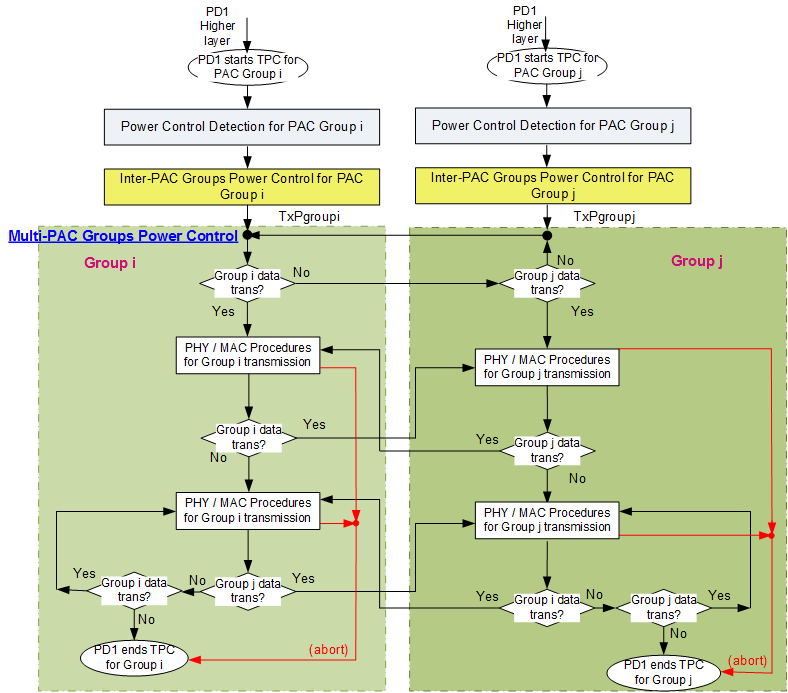 PD1
Higher
layer
PD1 starts TPC for
PAC Group i
Power Control Detection for PAC Group i
Inter-PAC Groups Power Control for PAC
Group i
TxPgroupi
PD1
Higher
layer
PD1 starts TPC for
PAC Group j
Power Control Detection for PAC Group j
Inter-PAC Groups Power Control for PAC
Group j
TxPgroupj
Multi-PAC Groups Power Control
Group i
Group i data
trans?
No
Yes
PHY / MAC Procedures
for Group i transmission
Group i data
trans?
Yes
No
PHY / MAC Procedures
for Group i transmission
Group j data
trans?
Yes
No
Group i data
trans?
Yes
No
PD1 ends TPC
for Group i
(abort)
Group j
No
Group j data
trans?
Yes
PHY / MAC Procedures
for Group j transmission
Group j data
trans?
Yes
No
PHY / MAC Procedures
for Group j transmission
Group i data
trans?
Yes
No
Group j data
trans?
Yes
No
PD1 ends TPC
for Group j
(abort)